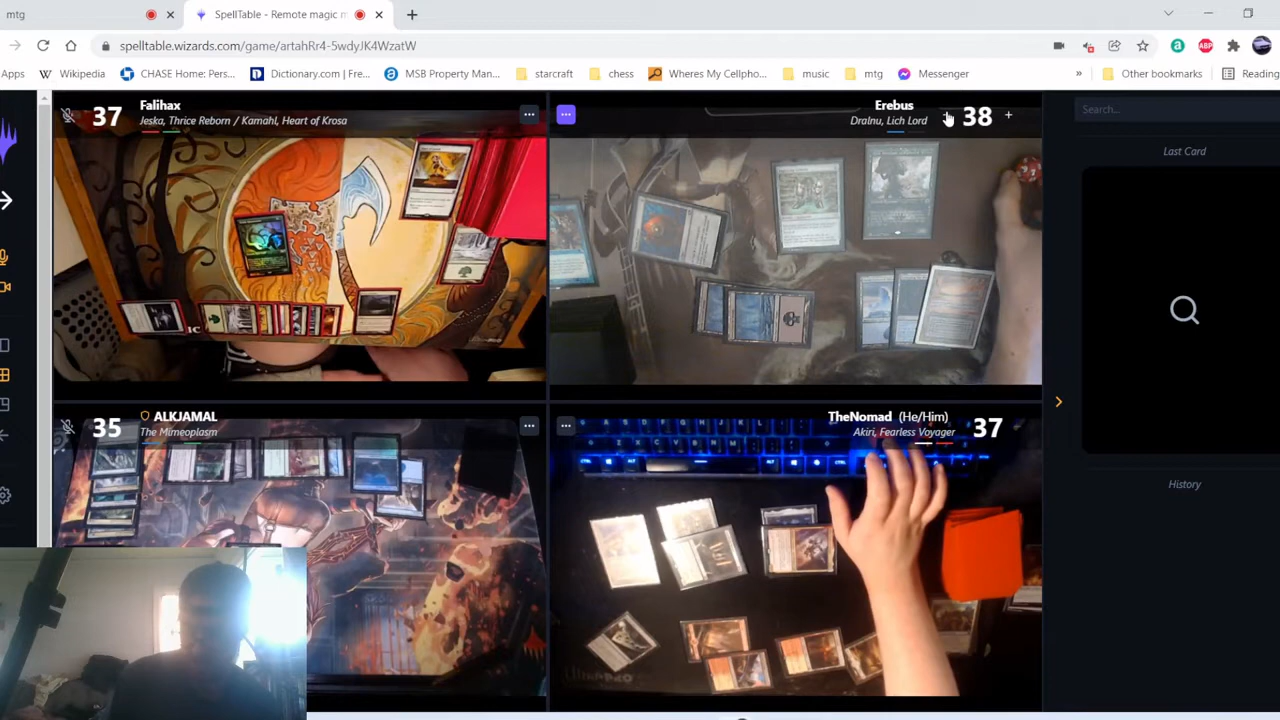 mtg
SpellTable - Remote magic m
spelltable.wizards.com/game/artahRr4-5wdyJK4WzatW
ABP
Apps
Wikipedia
CHASE Home Pers...
Dictionary.com | Fre...
MSB Property Man...
starcraft
chess
Wheres My Cellpho...
music
mtg
Messenger
»
Other bookmarks
Reading
37
Falihax
Jeska, Thrice Reborn / Kamahl, Heart of Krosa
Erebus
Dralnu, Lich Lord
38
+
Search...
Last Card
35
ALKJAMAL
The Mimeoplasm
TheNomad (He/Him)
Akiri, Fearless Voyager
37
History